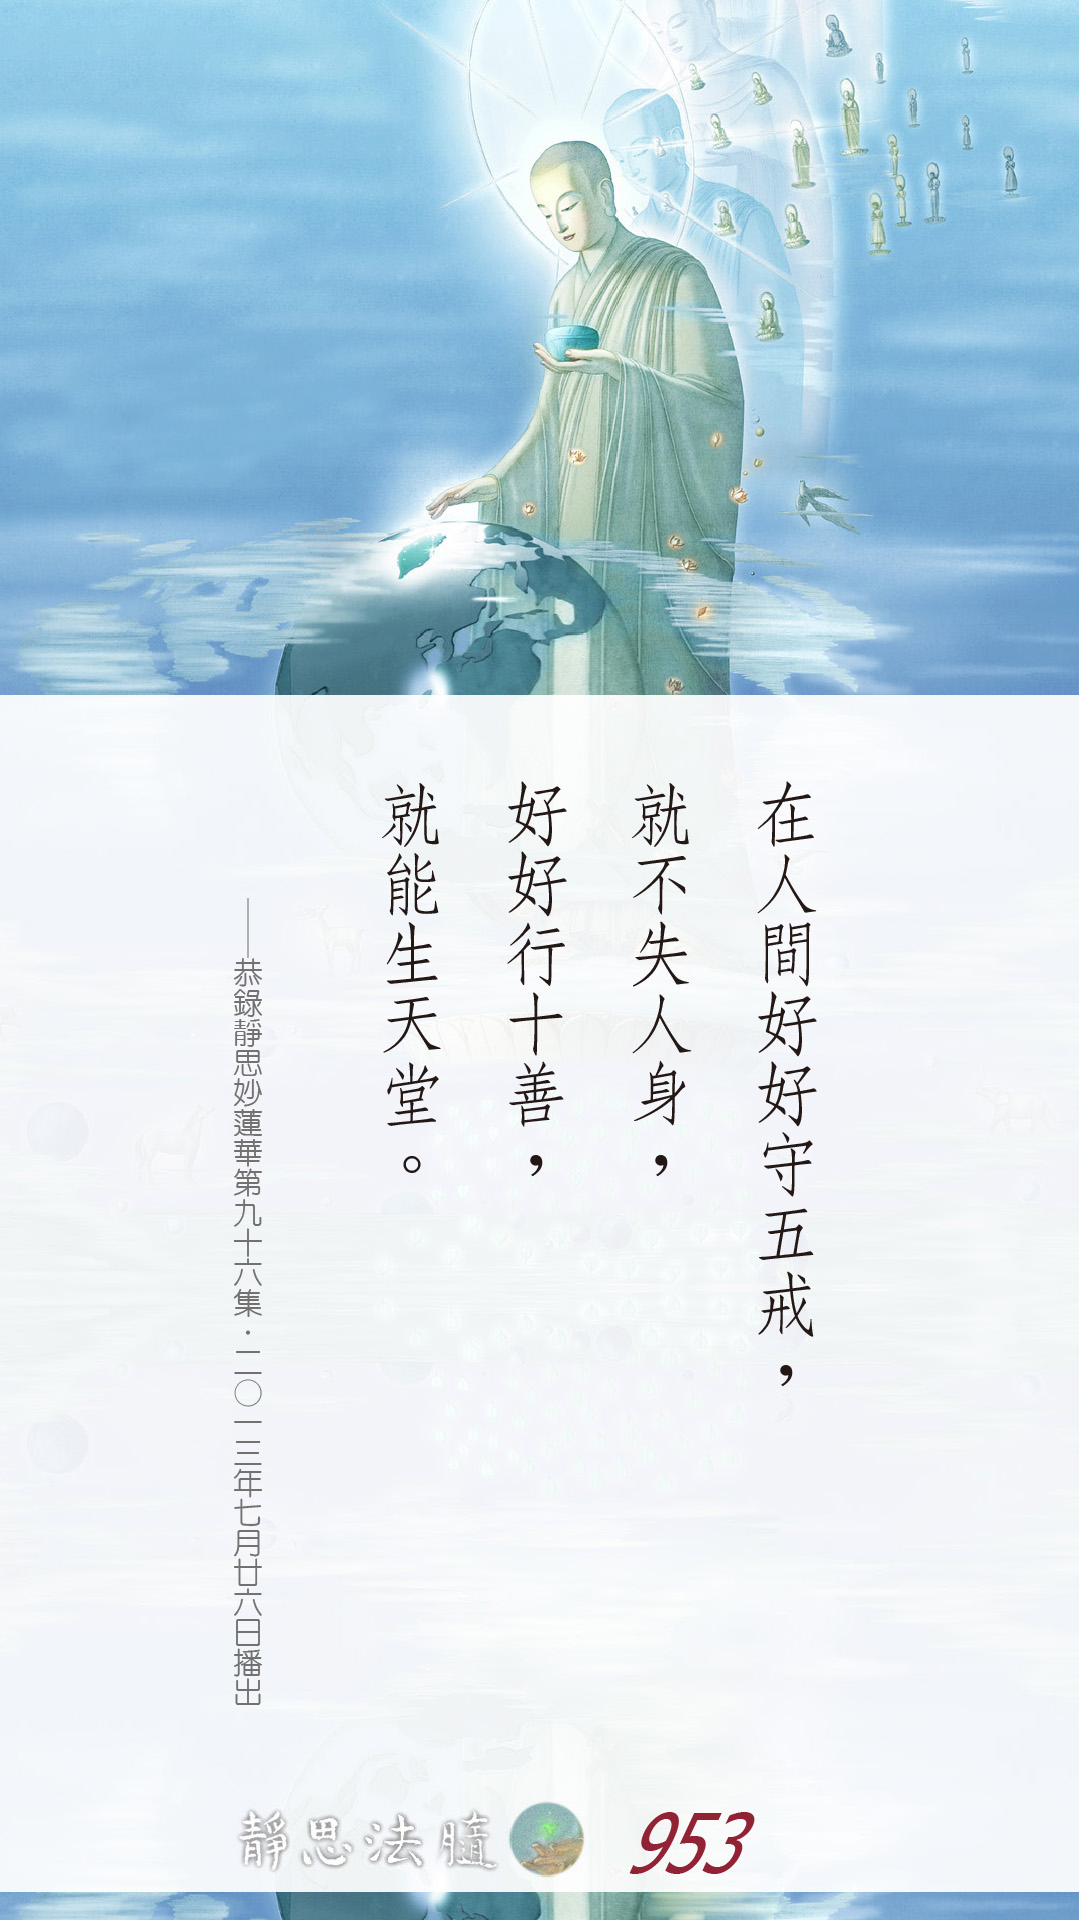 在人間好好守五戒，
就不失人身，
好好行十善，
就能生天堂。
——恭錄靜思妙蓮華第九十六集．二〇一三年七月廿六日播出
靜思法髓
953